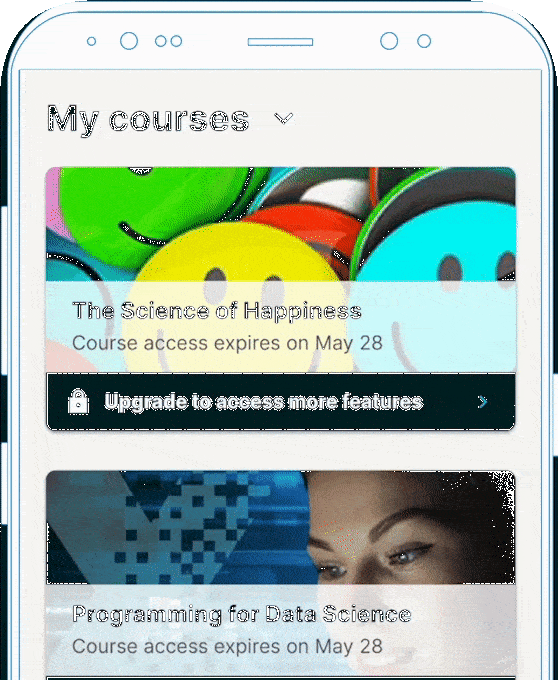 My courses
The Science of Happiness
Course access expires on May 28
Upgrade to access more features
Programming for Data Science
Course access expires on May 28